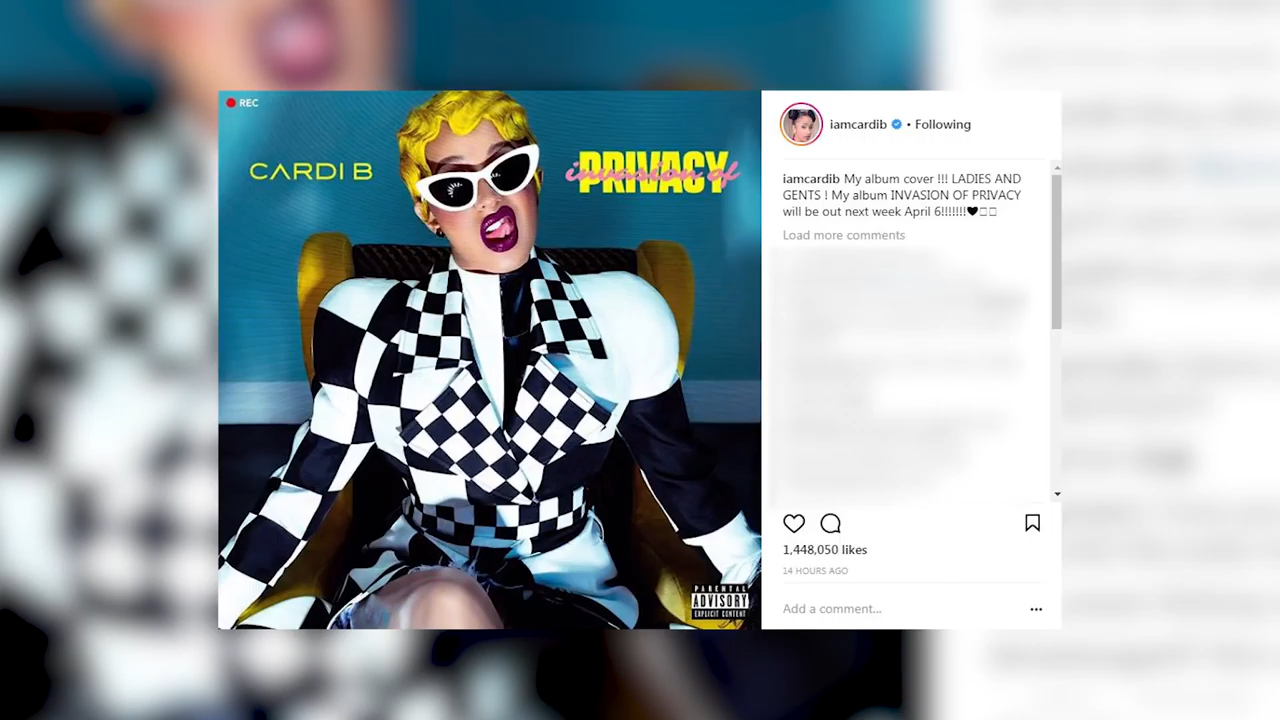 REC
CARDI B
invasion of
PRIVACY
PARENTAL
ADVISORY
EXPLICIT CONTENT
iamcardib • Following
iamcardib My album cover !!! LADIES AND
GENTS ! My album INVASION OF PRIVACY
will be out next week April 6!!!!!!!🖤□□
Load more comments
1,448,050 likes
14 HOURS AGO
Add a comment...